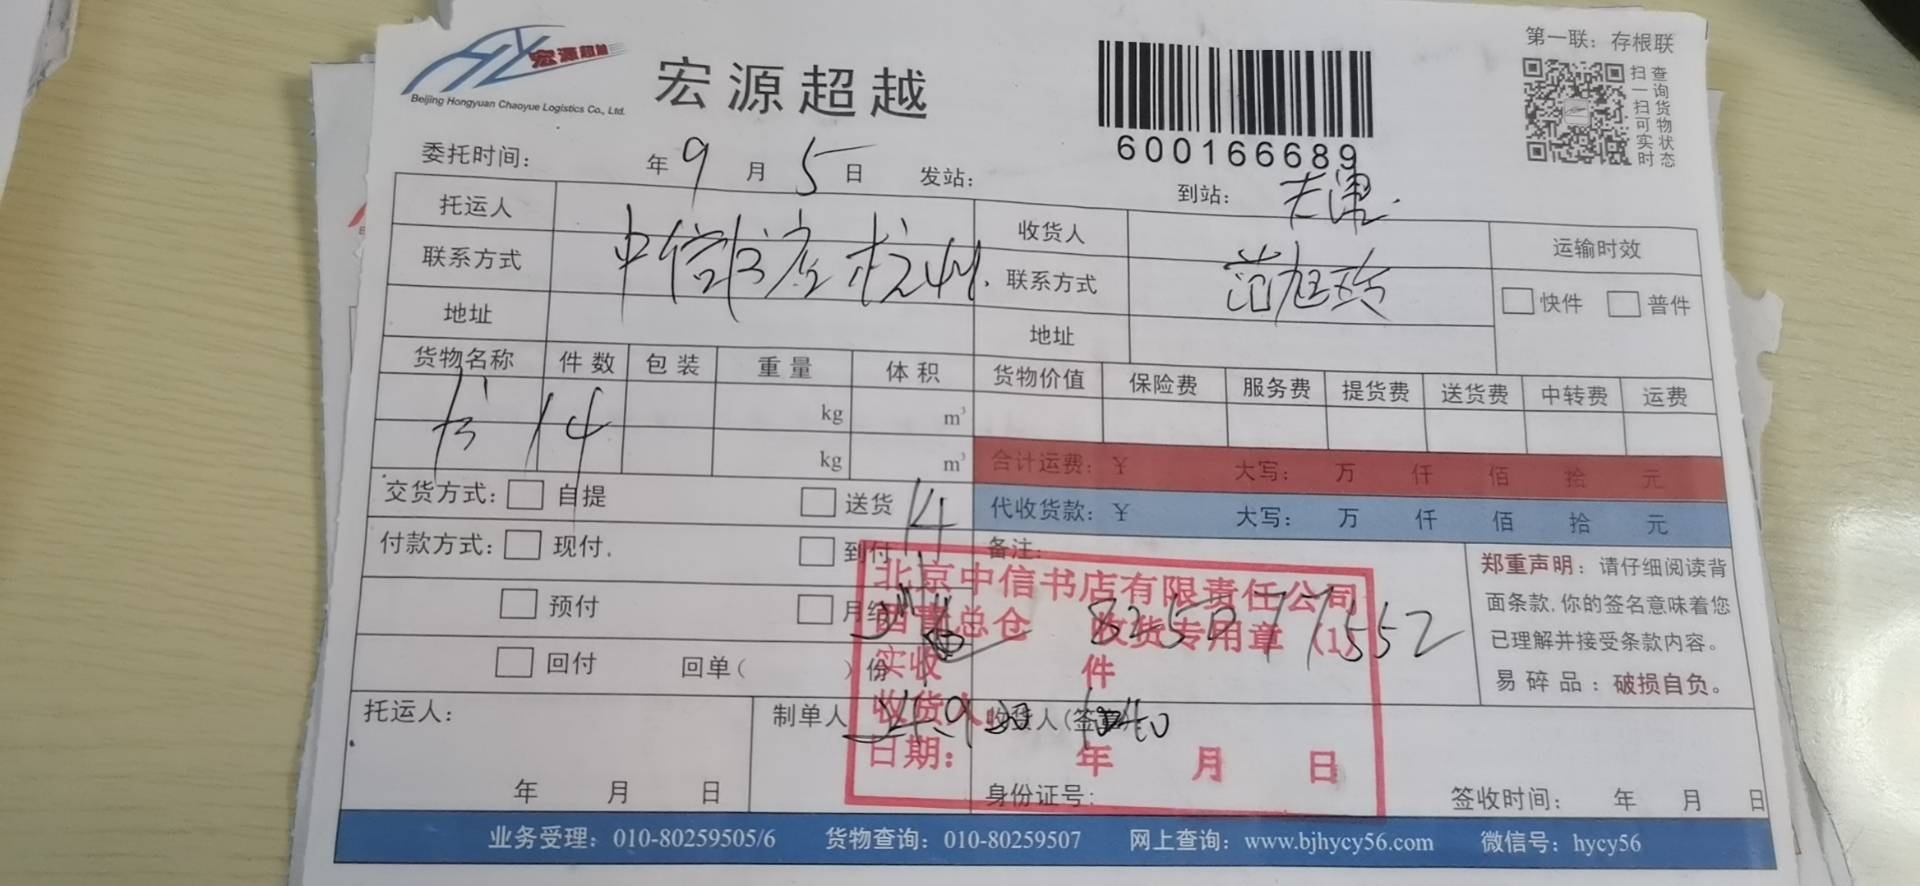 宏源超越
Beijing Hongyuan Chaoyue Logistics Co., Ltd.
宏源超越
600166689
第一联：存根联
扫一扫可实时
查询货物状态
委托时间： 年 9 月 5 日 发站： 到站：天津
托运人 中信书店杭州 收货人 范旭玲 运输时效
联系方式 联系方式 快件 普件
地址 地址
货物名称 件数 包装 重量 体积 货物价值 保险费 服务费 提货费 送货费 中转费 运费
书 14 kg m³
kg m³ 合计运费：¥ 大写： 万 仟 佰 拾 元
交货方式： 自提 送货 代收货款：¥ 大写： 万 仟 佰 拾 元
14
付款方式： 现付. 到付 备注：
预付 月结
回付 回单（ ）份
郑重声明：请仔细阅读背
面条款,你的签名意味着您
已理解并接受条款内容。
易碎品：破损自负。
北京中信书店有限责任公司
总仓 收货专用章 （1）
实收 件
收货人
日期： 年 月 日
托运人： 制单人 收货人(签章)
年 月 日 身份证号： 签收时间： 年 月 日
业务受理：010-80259505/6 货物查询：010-80259507 网上查询：www.bjhycy56.com 微信号：hycy56